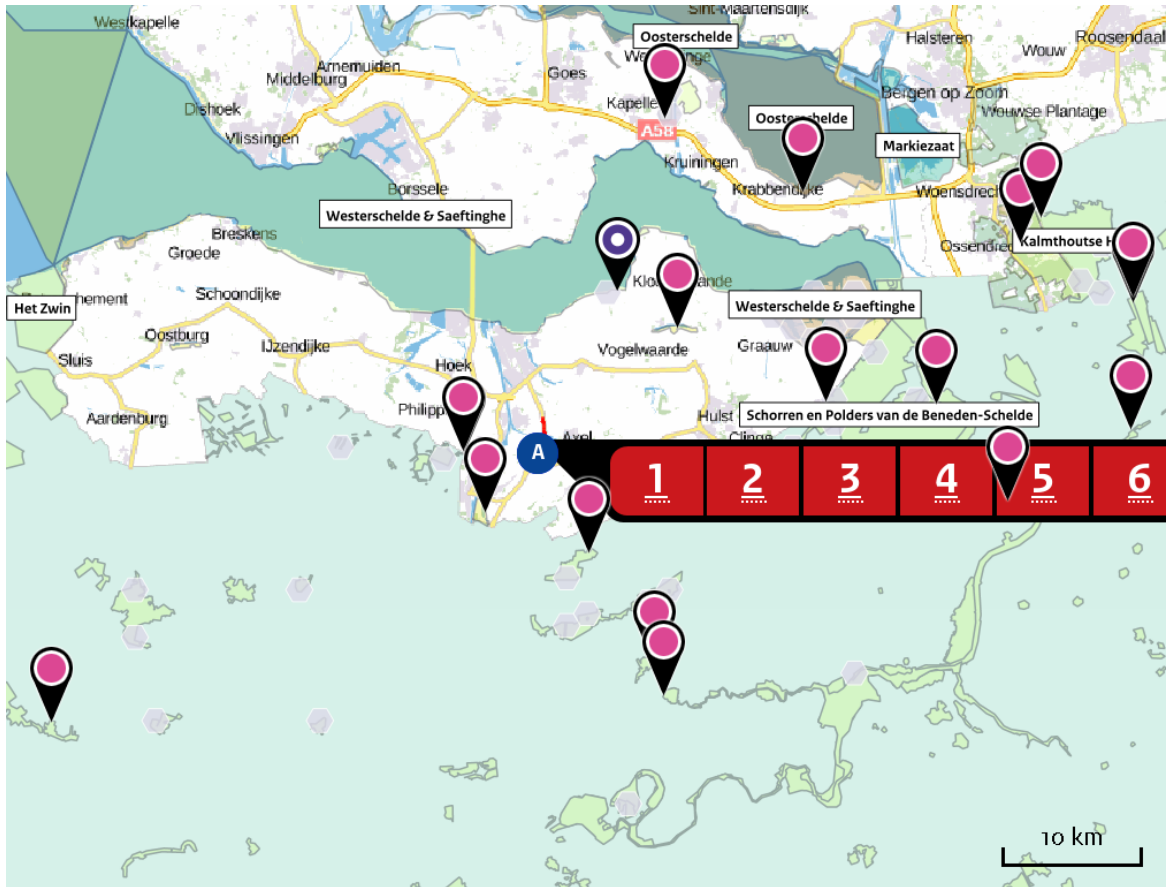 Westkapelle
Sint-Maartensdijk
Oosterschelde
Halsteren
Wouw
Roosendaal
Arnemuiden
Middelburg
Goes
Bergen op Zoom
Dishoek
Kapelle
Wouwse Plantage
Vlissingen
A58
Oosterschelde
Markiezaat
Kruiningen
Borssele
Krabbendijke
Woensdrecht
Westerschelde & Saeftinghe
Breskens
Groede
Ossendrec
Kalmthoutse H
Schoondijke
Het Zwin
Westerschelde & Saeftinghe
Oostburg
IJzendijke
Vogelwaarde
Graauw
Sluis
Hoek
Aardenburg
Philipp
Hulst
Schorren en Polders van de Beneden-Schelde
Axel
Clinge
A
1
2
3
4
5
6
10 km